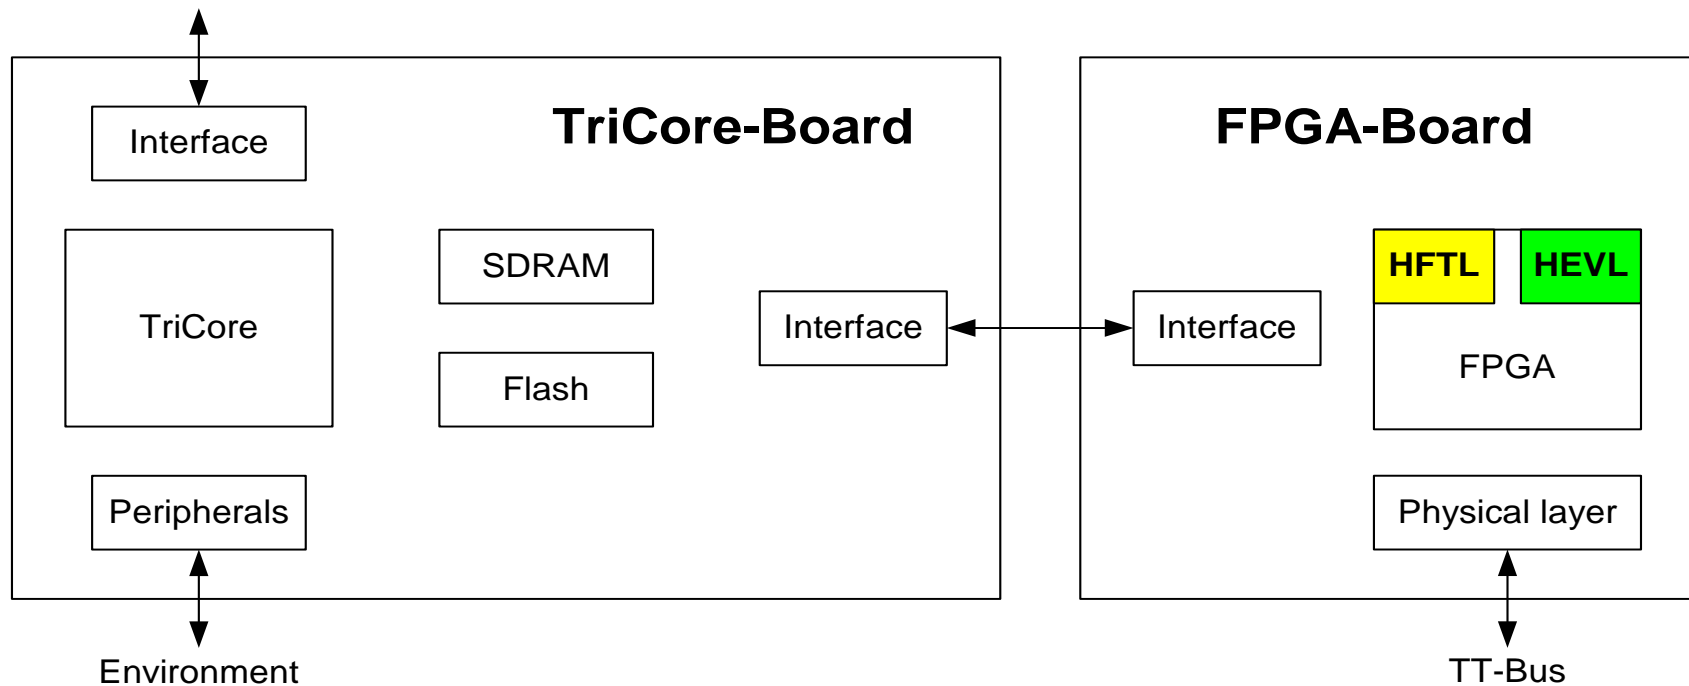 TriCore-Board
FPGA-Board
Interface
SDRAM
HFTL
HEVL
TriCore
Interface
Interface
Flash
FPGA
Peripherals
Physical layer
Environment
TT-Bus